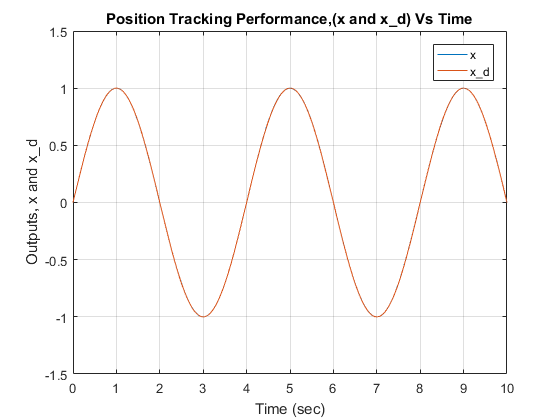 Position Tracking Performance,(x and x_d) Vs Time
1.5
1
0.5
0
-0.5
-1
-1.5
Outputs, x and x_d
x
x_d
0 1 2 3 4 5 6 7 8 9 10
Time (sec)